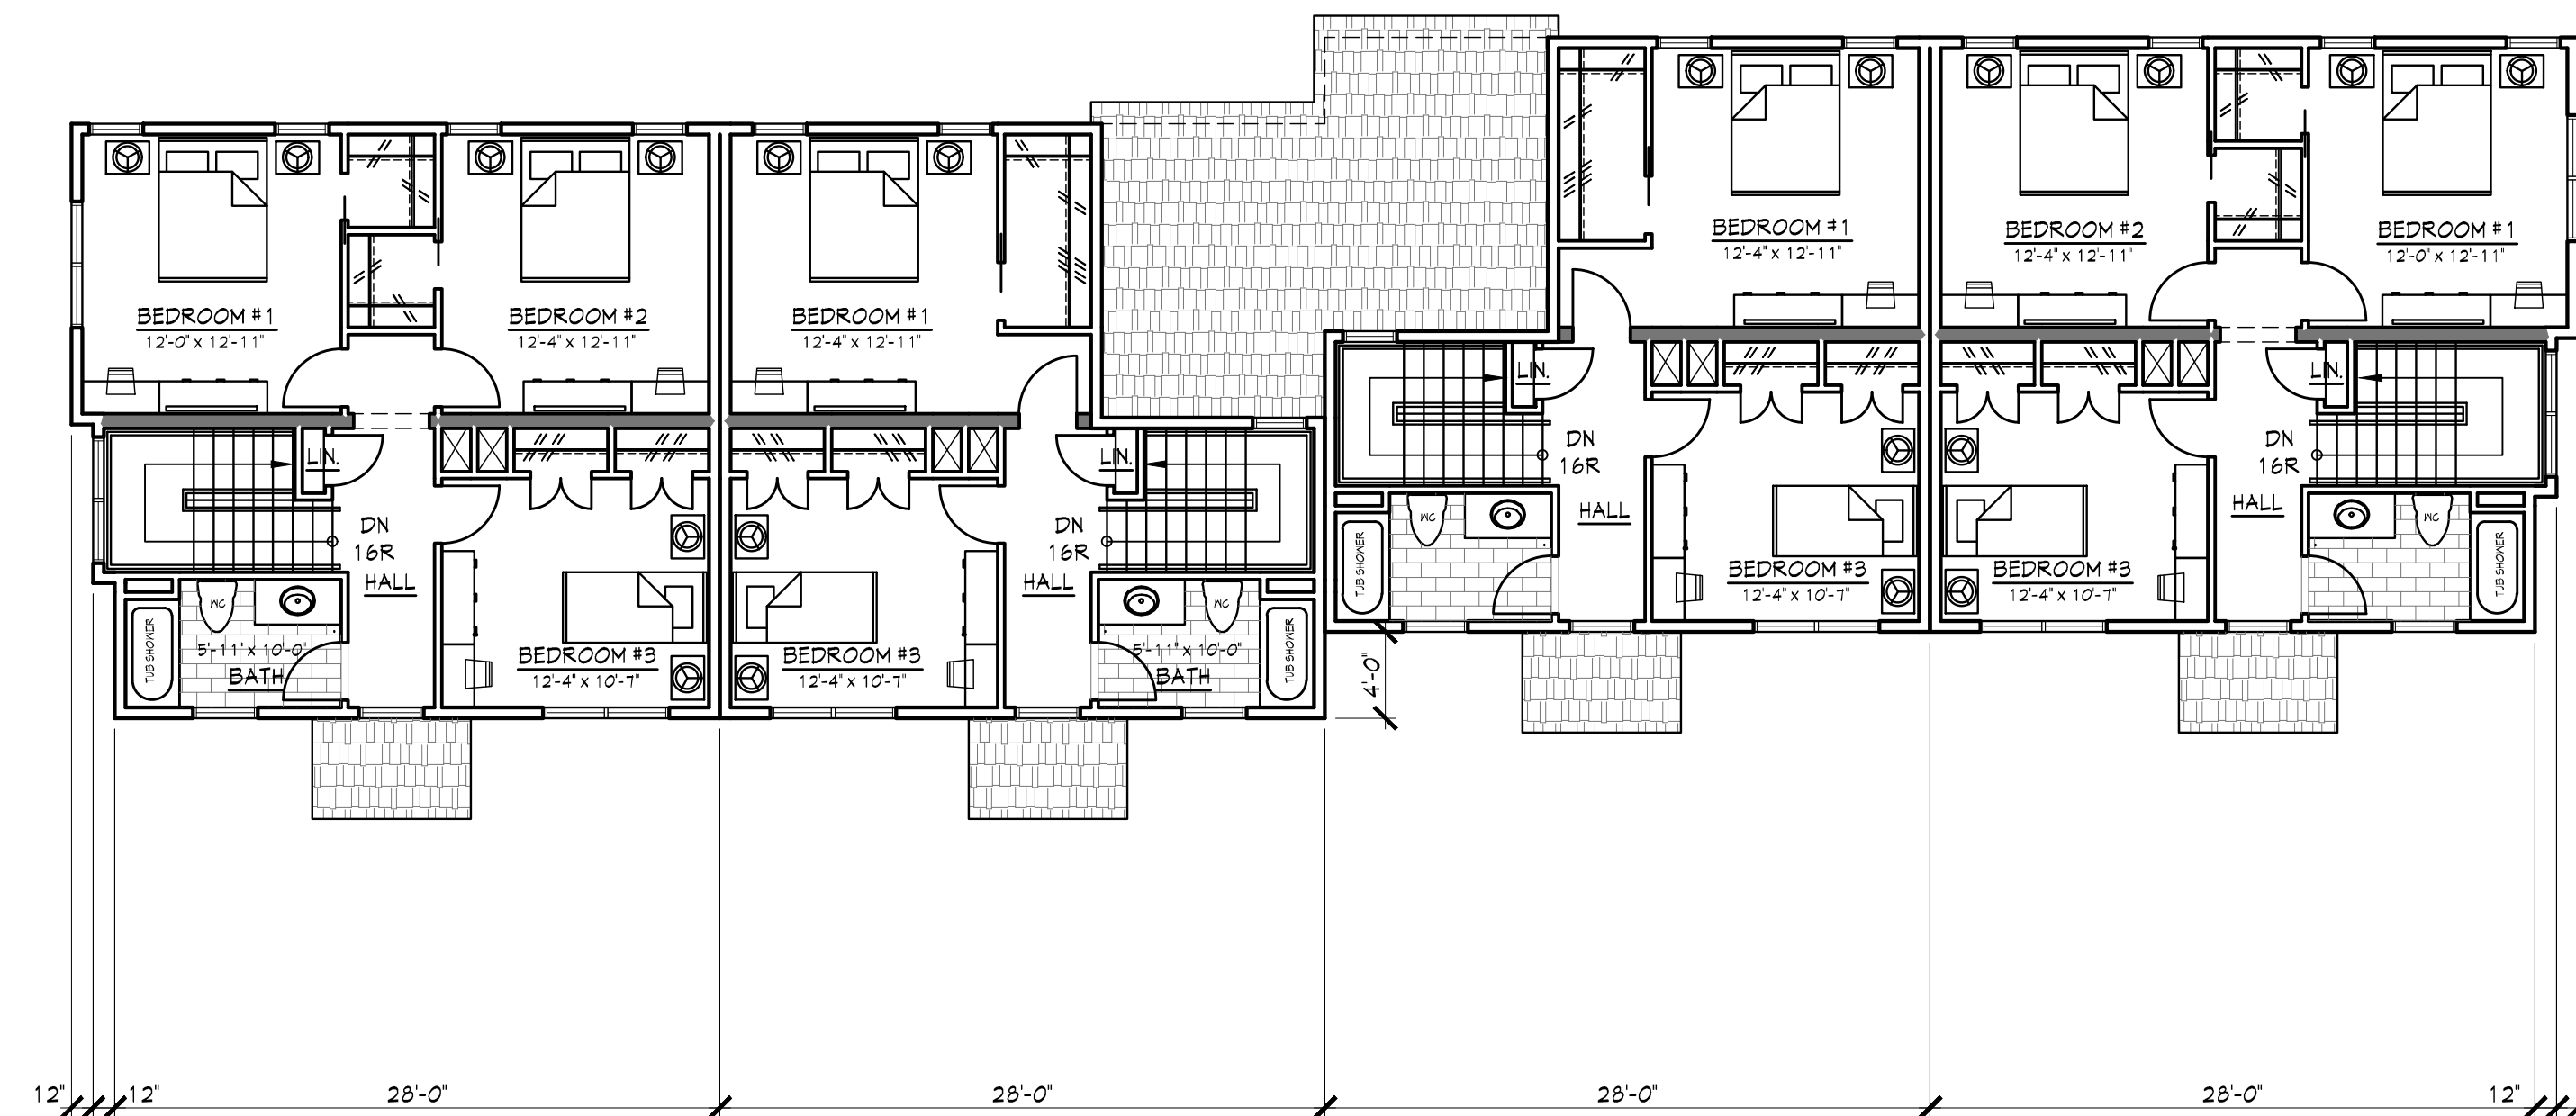 BEDROOM #1
12'-0" x 12'-11"
BEDROOM #2
12'-4" x 12'-11"
BEDROOM #1
12'-4" x 12'-11"
BEDROOM #1
12'-4" x 12'-11"
BEDROOM #2
12'-4" x 12'-11"
BEDROOM #1
12'-0" x 12'-11"
LIN.
DN
16R
HALL
WC
TUB SHOWER
5'-11" x 10'-0"
BATH
BEDROOM #3
12'-4" x 10'-7"
BEDROOM #3
12'-4" x 10'-7"
LIN.
DN
16R
HALL
WC
TUB SHOWER
5'-11" x 10'-0"
BATH
LIN.
DN
16R
HALL
WC
TUB SHOWER
4'-0"
BEDROOM #3
12'-4" x 10'-7"
BEDROOM #3
12'-4" x 10'-7"
LIN.
DN
16R
HALL
WC
TUB SHOWER
12" 12" 28'-0" 28'-0" 28'-0" 28'-0" 12"